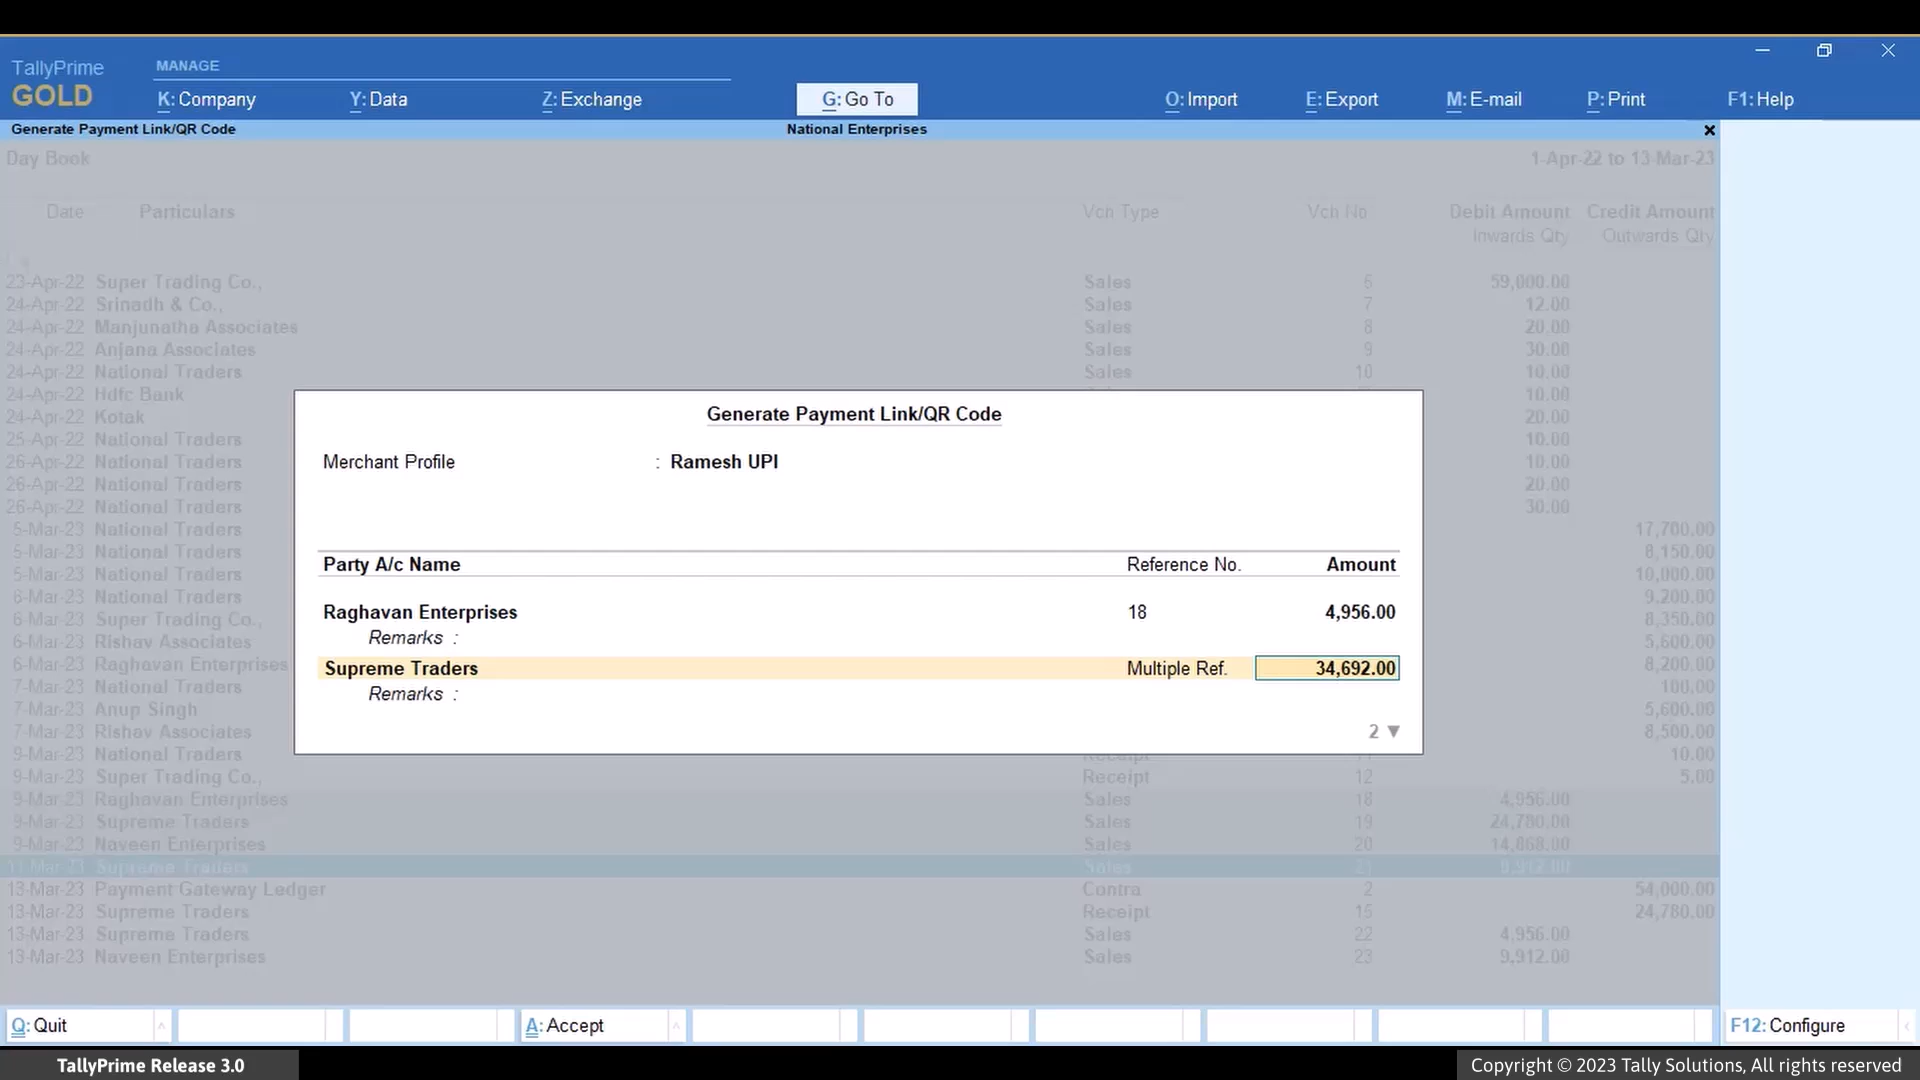 TallyPrime
GOLD
MANAGE
K: Company
Y: Data
Z: Exchange
G: Go To
O: Import
E: Export
M: E-mail
P: Print
F1: Help
Generate Payment Link/QR Code
National Enterprises
Day Book
1-Apr-22 to 13-Mar-23
Date Particulars Vch Type Vch No Debit Amount Credit Amount
Inwards Qty Outwards Qty
23-Apr-22 Super Trading Co., Sales 6 59,000.00
24-Apr-22 Srinadh & Co., Sales 7 12.00
24-Apr-22 Manjunatha Associates Sales 8 20.00
24-Apr-22 Anjana Associates Sales 9 30.00
24-Apr-22 National Traders Sales 10 10.00
24-Apr-22 Hdfc Bank 10.00
24-Apr-22 Kotak 20.00
25-Apr-22 National Traders 10.00
26-Apr-22 National Traders 10.00
26-Apr-22 National Traders 20.00
26-Apr-22 National Traders 30.00
5-Mar-23 National Traders 17,700.00
5-Mar-23 National Traders 8,150.00
5-Mar-23 National Traders 10,000.00
6-Mar-23 National Traders 9,200.00
6-Mar-23 Super Trading Co., 8,350.00
6-Mar-23 Rishav Associates 5,600.00
6-Mar-23 Raghavan Enterprises 8,200.00
7-Mar-23 National Traders 100.00
7-Mar-23 Anup Singh 5,600.00
7-Mar-23 Rishav Associates 8,500.00
9-Mar-23 National Traders Receipt 11 10.00
9-Mar-23 Super Trading Co., Receipt 12 5.00
9-Mar-23 Raghavan Enterprises Sales 18 4,956.00
9-Mar-23 Supreme Traders Sales 19 24,780.00
9-Mar-23 Naveen Enterprises Sales 20 14,868.00
11-Mar-23 Supreme Traders Sales 21 9,912.00
13-Mar-23 Payment Gateway Ledger Contra 2 54,000.00
13-Mar-23 Supreme Traders Receipt 15 24,780.00
13-Mar-23 Supreme Traders Sales 22 4,956.00
13-Mar-23 Naveen Enterprises Sales 23 9,912.00
Generate Payment Link/QR Code
Merchant Profile : Ramesh UPI
Party A/c Name Reference No. Amount
Raghavan Enterprises 18 4,956.00
Remarks :
Supreme Traders Multiple Ref. 34,692.00
Remarks :
2 ▼
Q: Quit
A: Accept
F12: Configure
TallyPrime Release 3.0
Copyright © 2023 Tally Solutions, All rights reserved